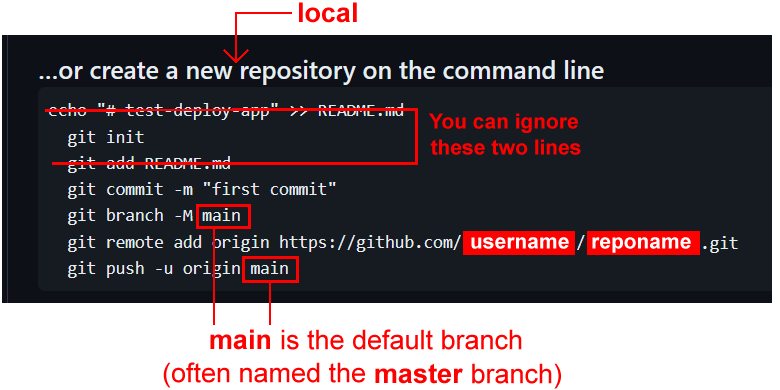 local
...or create a new repository on the command line
echo "# test-deploy-app" >> README.md
git init
git add README.md
You can ignore
these two lines
git commit -m "first commit"
git branch -M main
git remote add origin https://github.com/username/reponame.git
git push -u origin main
main is the default branch
(often named the master branch)